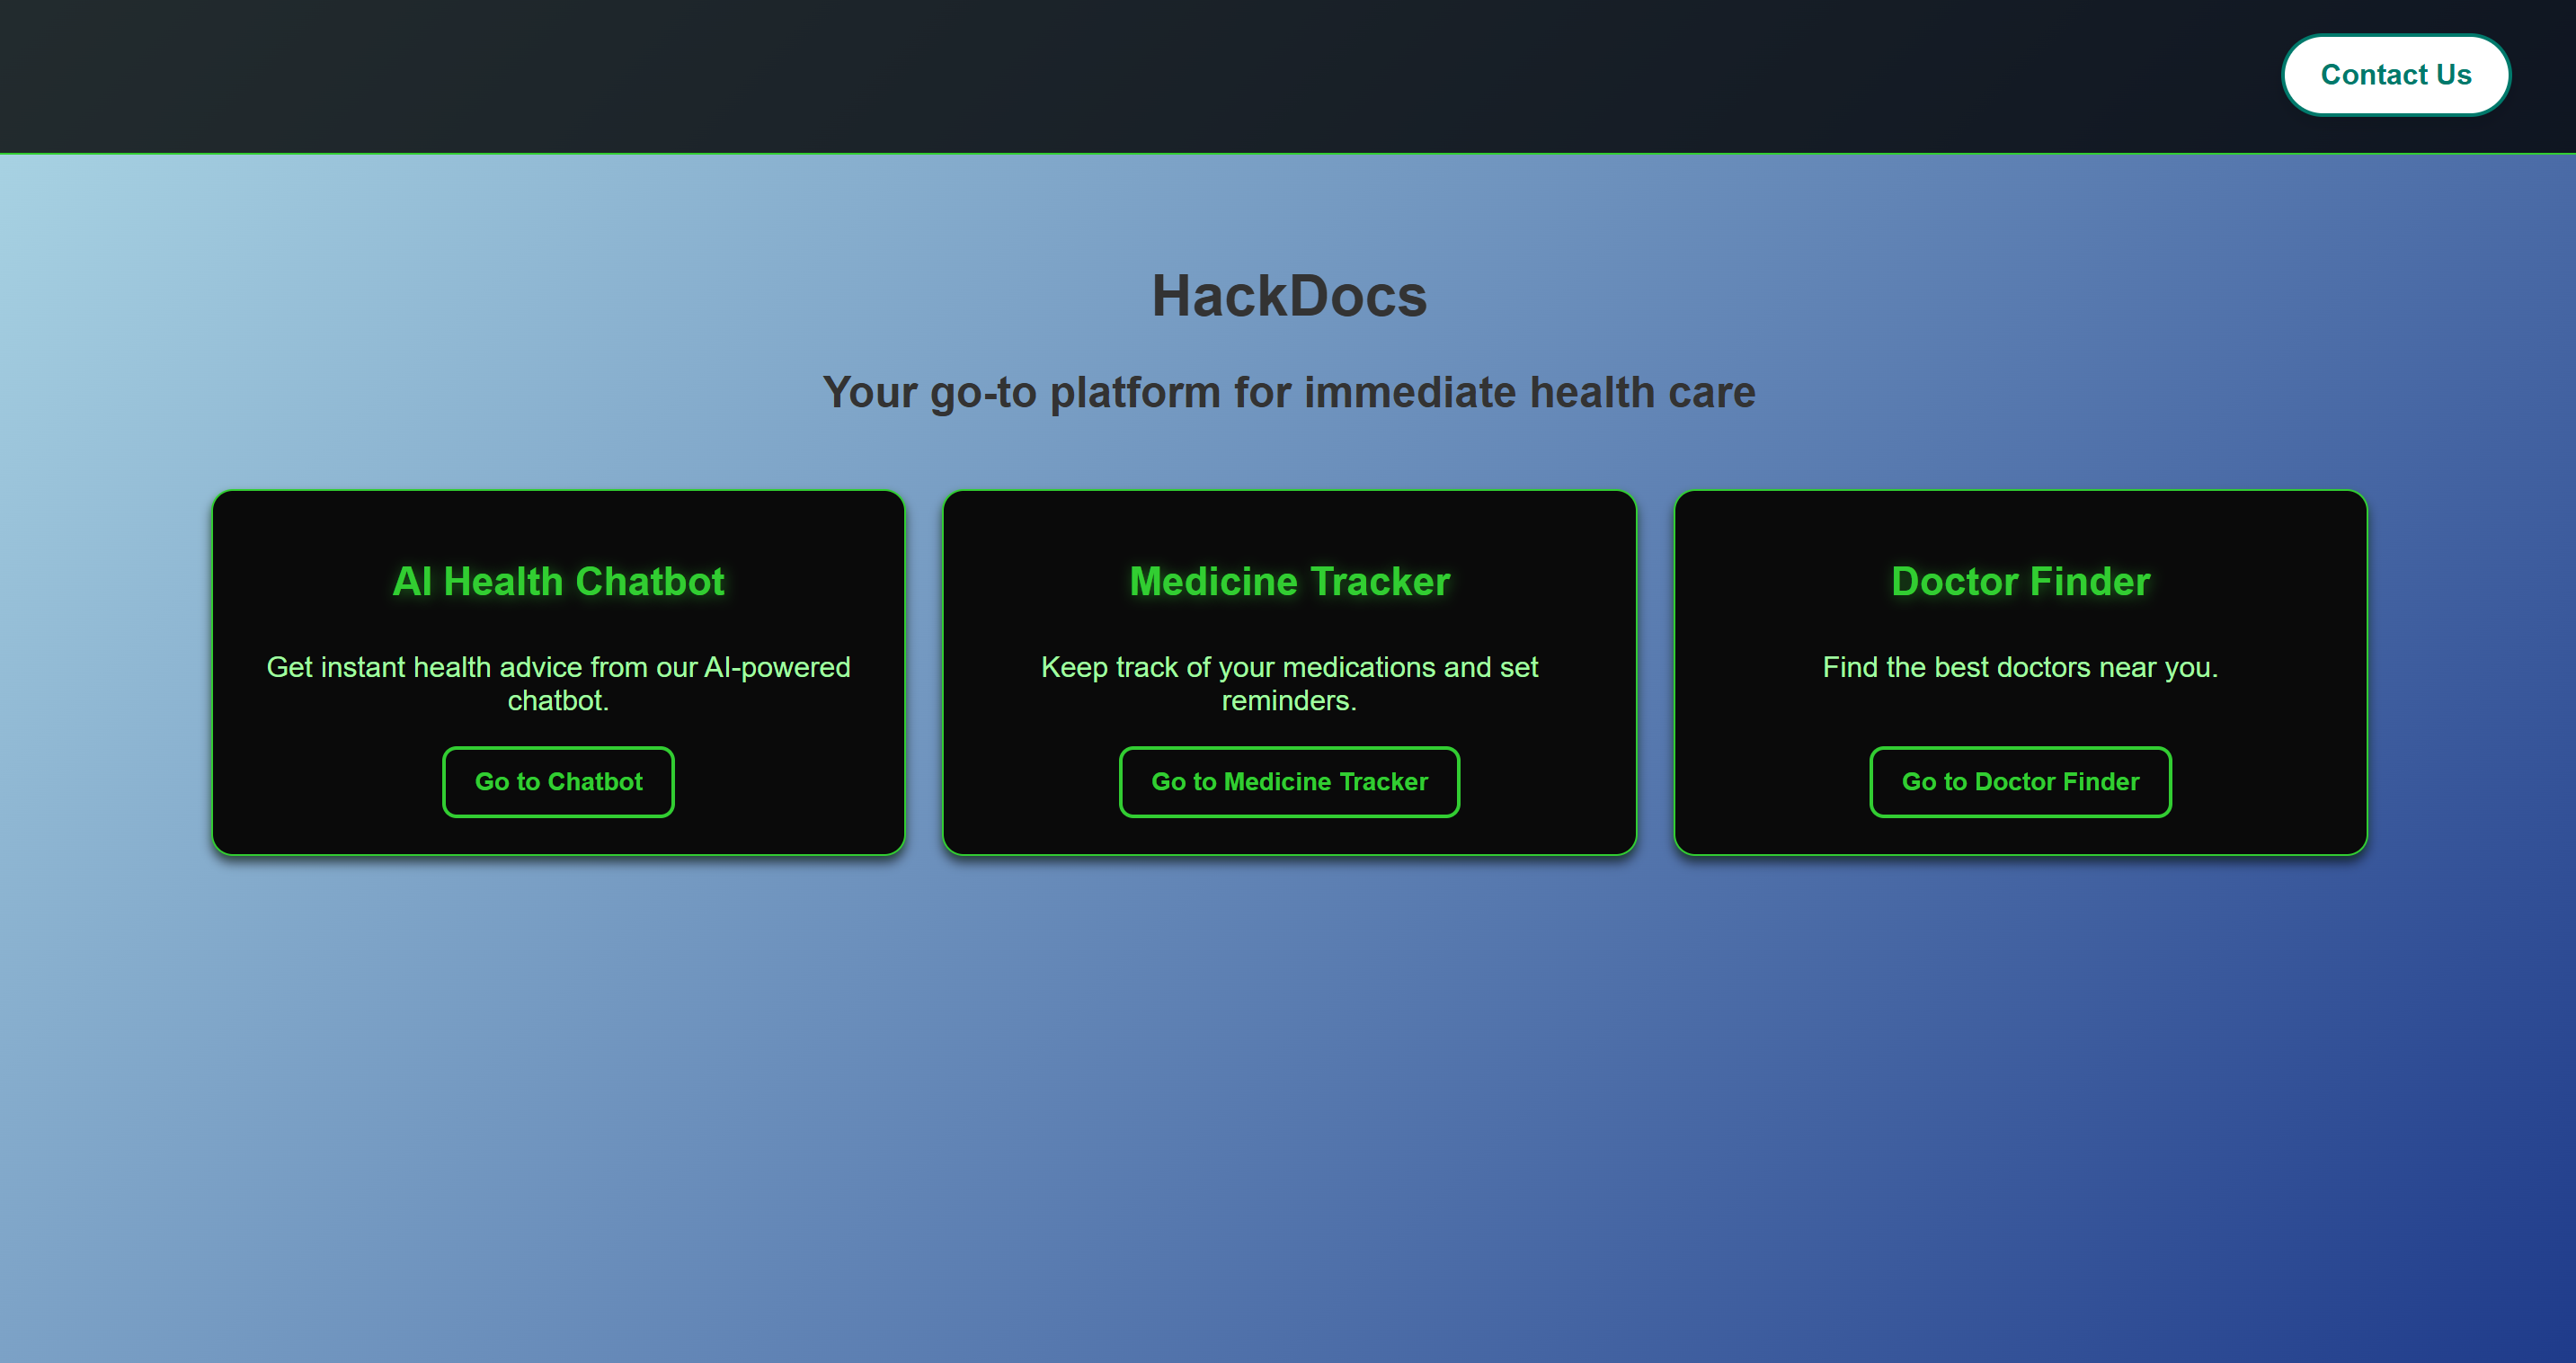 Contact Us
HackDocs
Your go-to platform for immediate health care
AI Health Chatbot
Get instant health advice from our AI-powered
chatbot.
Go to Chatbot
Medicine Tracker
Keep track of your medications and set
reminders.
Go to Medicine Tracker
Doctor Finder
Find the best doctors near you.
Go to Doctor Finder